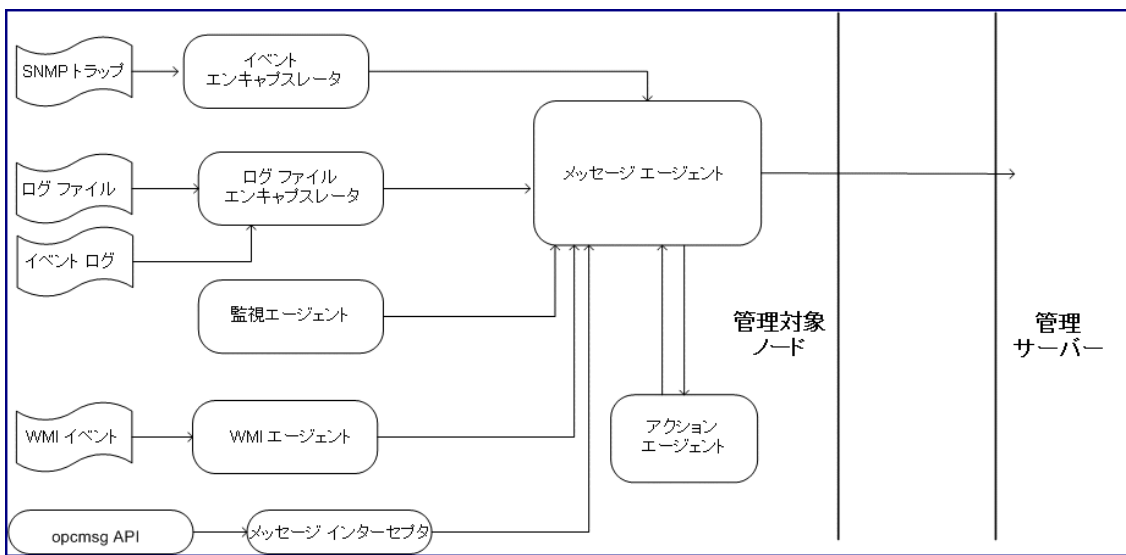 SNMP トラップ
イベント
エンキャプスレータ
ログ ファイル
ログ ファイル
エンキャプスレータ
メッセージ エージェント
イベント ログ
監視エージェント
管理対象
ノード
管理
サーバー
WMI イベント
WMI エージェント
アクション
エージェント
opcmsg API
メッセージ インターセプタ